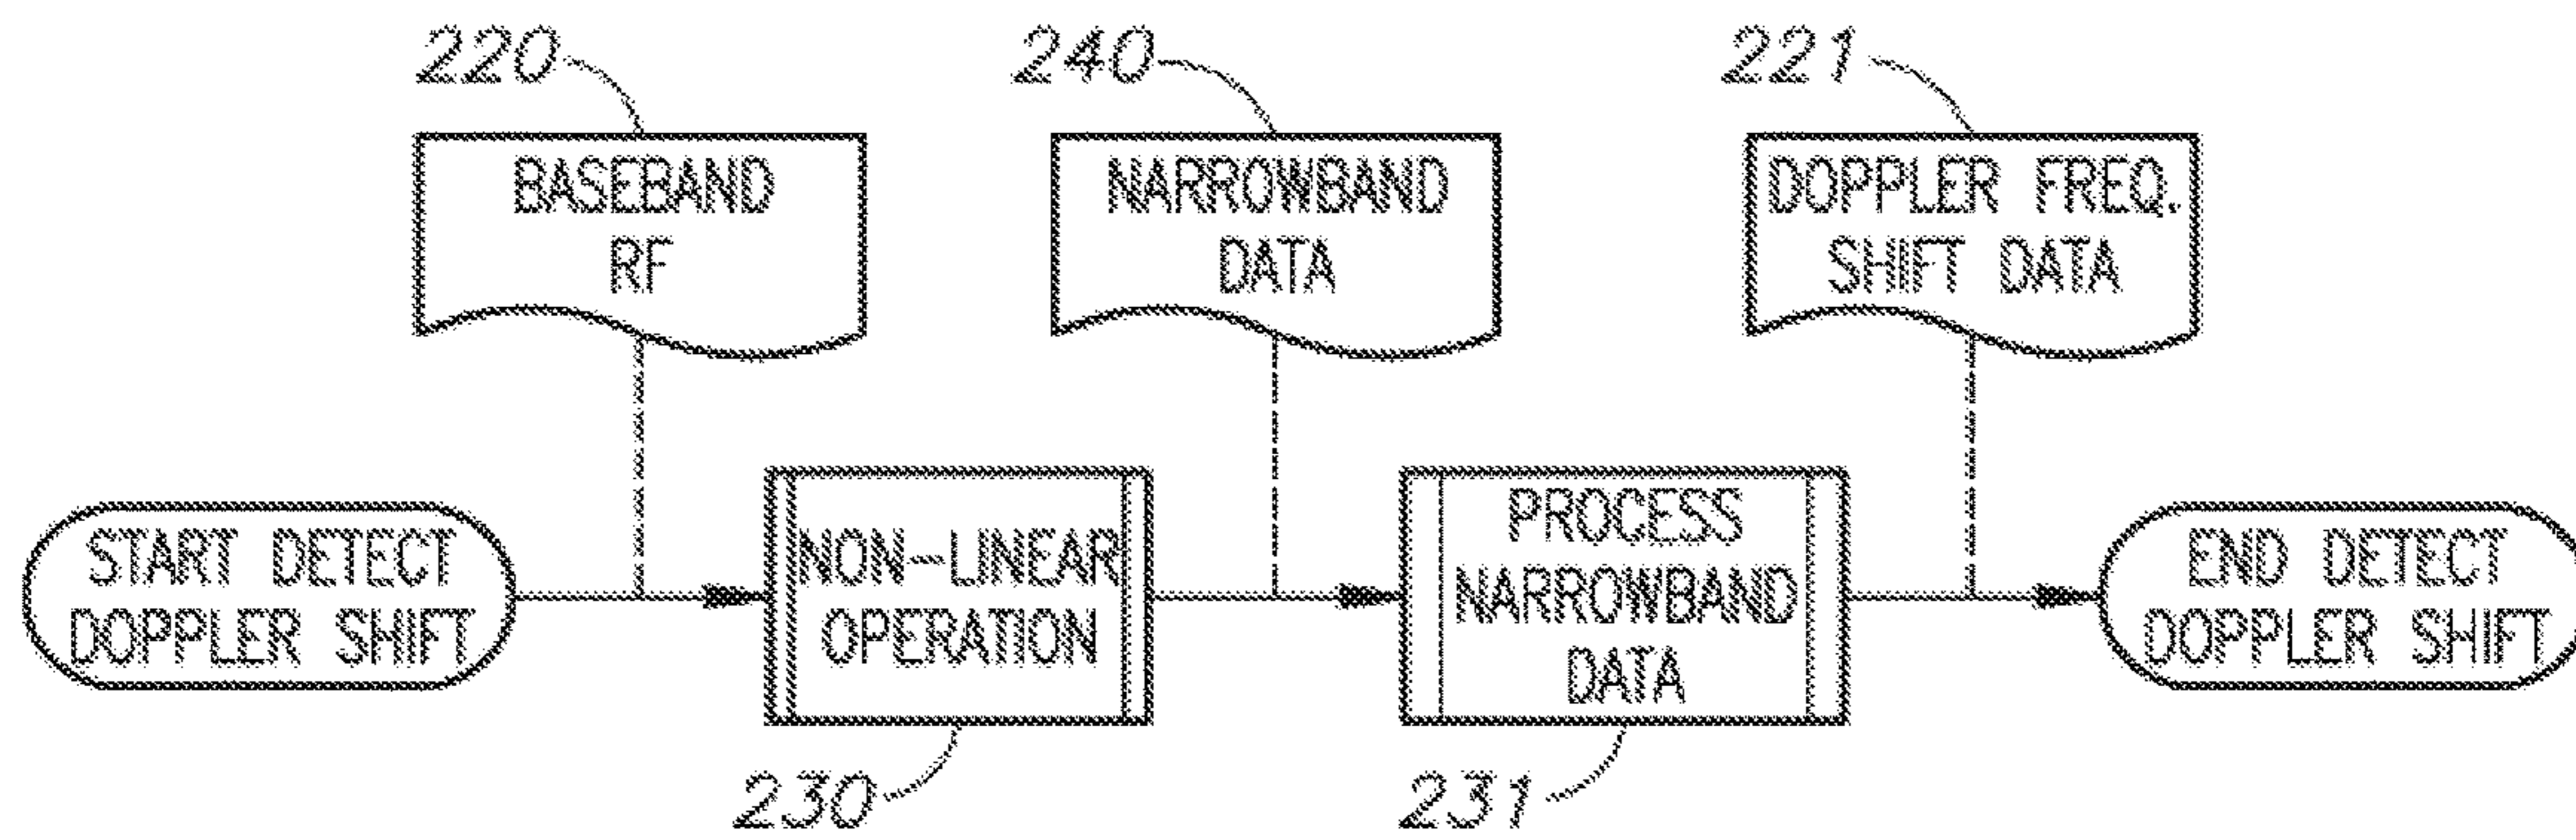 220
240
221
BASEBAND
RF
NARROWBAND
DATA
DOPPLER FREQ.
SHIFT DATA
START DETECT
DOPPLER SHIFT
NON-LINEAR
OPERATION
PROCESS
NARROWBAND
DATA
END DETECT
DOPPLER SHIFT
230
231